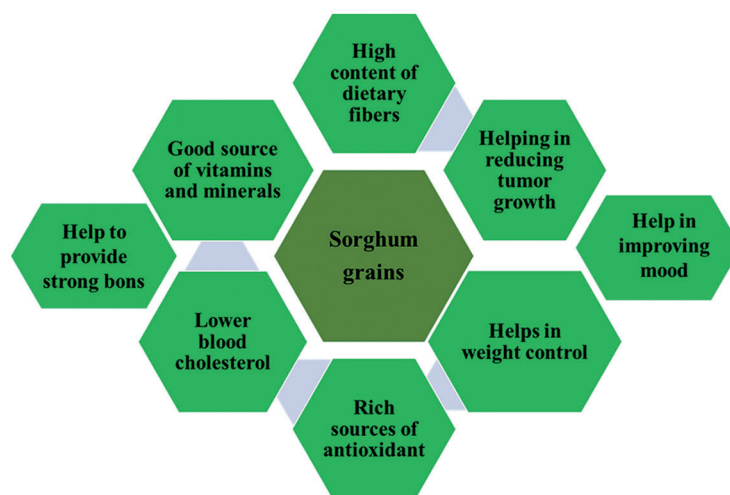 High
content of
dietary
fibers
Good source
of vitamins
and minerals
Helping in
reducing
tumor
growth
Help to
provide
strong bons
Sorghum
grains
Help in
improving
mood
Lower
blood
cholesterol
Helps in
weight control
Rich
sources of
antioxidant